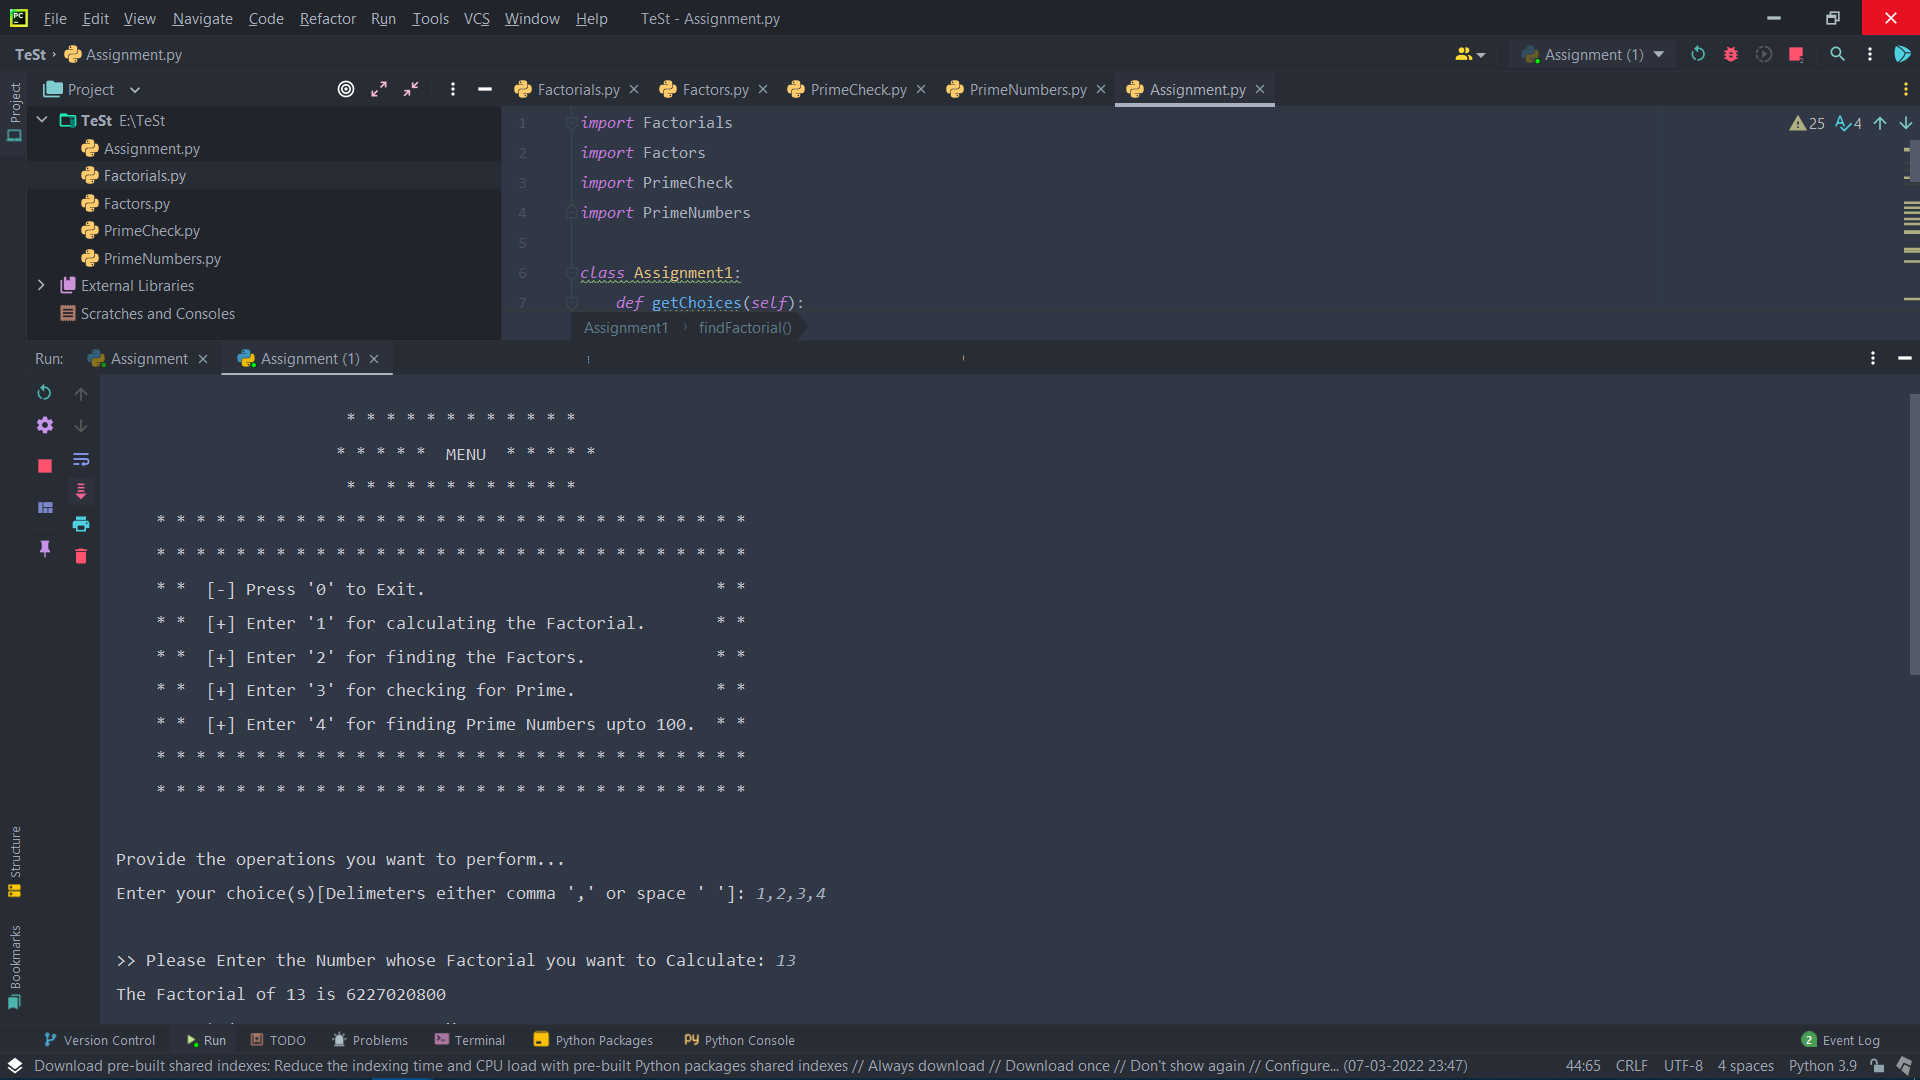 File Edit View Navigate Code Refactor Run Tools VCS Window Help TeSt - Assignment.py
TeSt › Assignment.py
Assignment (1)
Project
Project
Factorials.py
Factors.py
PrimeCheck.py
PrimeNumbers.py
Assignment.py
TeSt E:\TeSt
Assignment.py
Factorials.py
Factors.py
PrimeCheck.py
PrimeNumbers.py
External Libraries
Scratches and Consoles
1 import Factorials
2 import Factors
3 import PrimeCheck
4 import PrimeNumbers
5
6 class Assignment1:
7 def getChoices(self):
25 4
Assignment1 › findFactorial()
Run: Assignment Assignment (1)
* * * * * * * * * * * *
* * * * * MENU * * * * *
* * * * * * * * * * * *
* * * * * * * * * * * * * * * * * * * * * * * * * * * * * *
* * * * * * * * * * * * * * * * * * * * * * * * * * * * * *
* * [-] Press '0' to Exit. * *
* * [+] Enter '1' for calculating the Factorial. * *
* * [+] Enter '2' for finding the Factors. * *
* * [+] Enter '3' for checking for Prime. * *
* * [+] Enter '4' for finding Prime Numbers upto 100. * *
* * * * * * * * * * * * * * * * * * * * * * * * * * * * * *
* * * * * * * * * * * * * * * * * * * * * * * * * * * * * *
Provide the operations you want to perform...
Enter your choice(s)[Delimeters either comma ',' or space ' ']: 1,2,3,4
>> Please Enter the Number whose Factorial you want to Calculate: 13
The Factorial of 13 is 6227020800
Structure
Bookmarks
Version Control Run TODO Problems Terminal Python Packages Python Console 2 Event Log
Download pre-built shared indexes: Reduce the indexing time and CPU load with pre-built Python packages shared indexes // Always download // Download once // Don't show again // Configure... (07-03-2022 23:47) 44:65 CRLF UTF-8 4 spaces Python 3.9